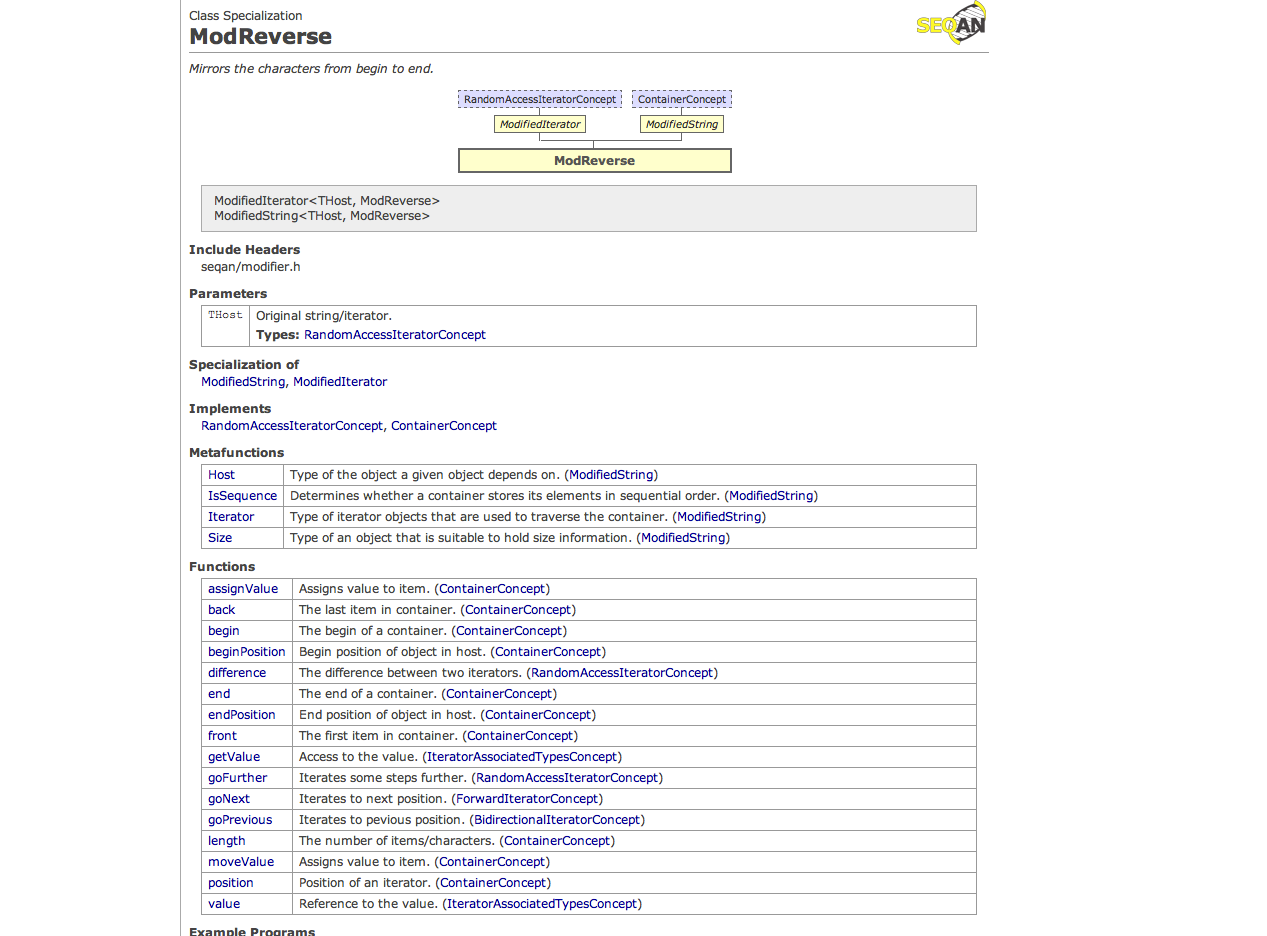 Class Specialization
ModReverse
SEQAN
Mirrors the characters from begin to end.
RandomAccessIteratorConcept ContainerConcept
ModifiedIterator ModifiedString
ModReverse
ModifiedIterator<THost, ModReverse>
ModifiedString<THost, ModReverse>
Include Headers
seqan/modifier.h
Parameters
THost Original string/iterator.
Types: RandomAccessIteratorConcept
Specialization of
ModifiedString, ModifiedIterator
Implements
RandomAccessIteratorConcept, ContainerConcept
Metafunctions
Host Type of the object a given object depends on. (ModifiedString)
IsSequence Determines whether a container stores its elements in sequential order. (ModifiedString)
Iterator Type of iterator objects that are used to traverse the container. (ModifiedString)
Size Type of an object that is suitable to hold size information. (ModifiedString)
Functions
assignValue Assigns value to item. (ContainerConcept)
back The last item in container. (ContainerConcept)
begin The begin of a container. (ContainerConcept)
beginPosition Begin position of object in host. (ContainerConcept)
difference The difference between two iterators. (RandomAccessIteratorConcept)
end The end of a container. (ContainerConcept)
endPosition End position of object in host. (ContainerConcept)
front The first item in container. (ContainerConcept)
getValue Access to the value. (IteratorAssociatedTypesConcept)
goFurther Iterates some steps further. (RandomAccessIteratorConcept)
goNext Iterates to next position. (ForwardIteratorConcept)
goPrevious Iterates to pevious position. (BidirectionalIteratorConcept)
length The number of items/characters. (ContainerConcept)
moveValue Assigns value to item. (ContainerConcept)
position Position of an iterator. (ContainerConcept)
value Reference to the value. (IteratorAssociatedTypesConcept)
Example Programs